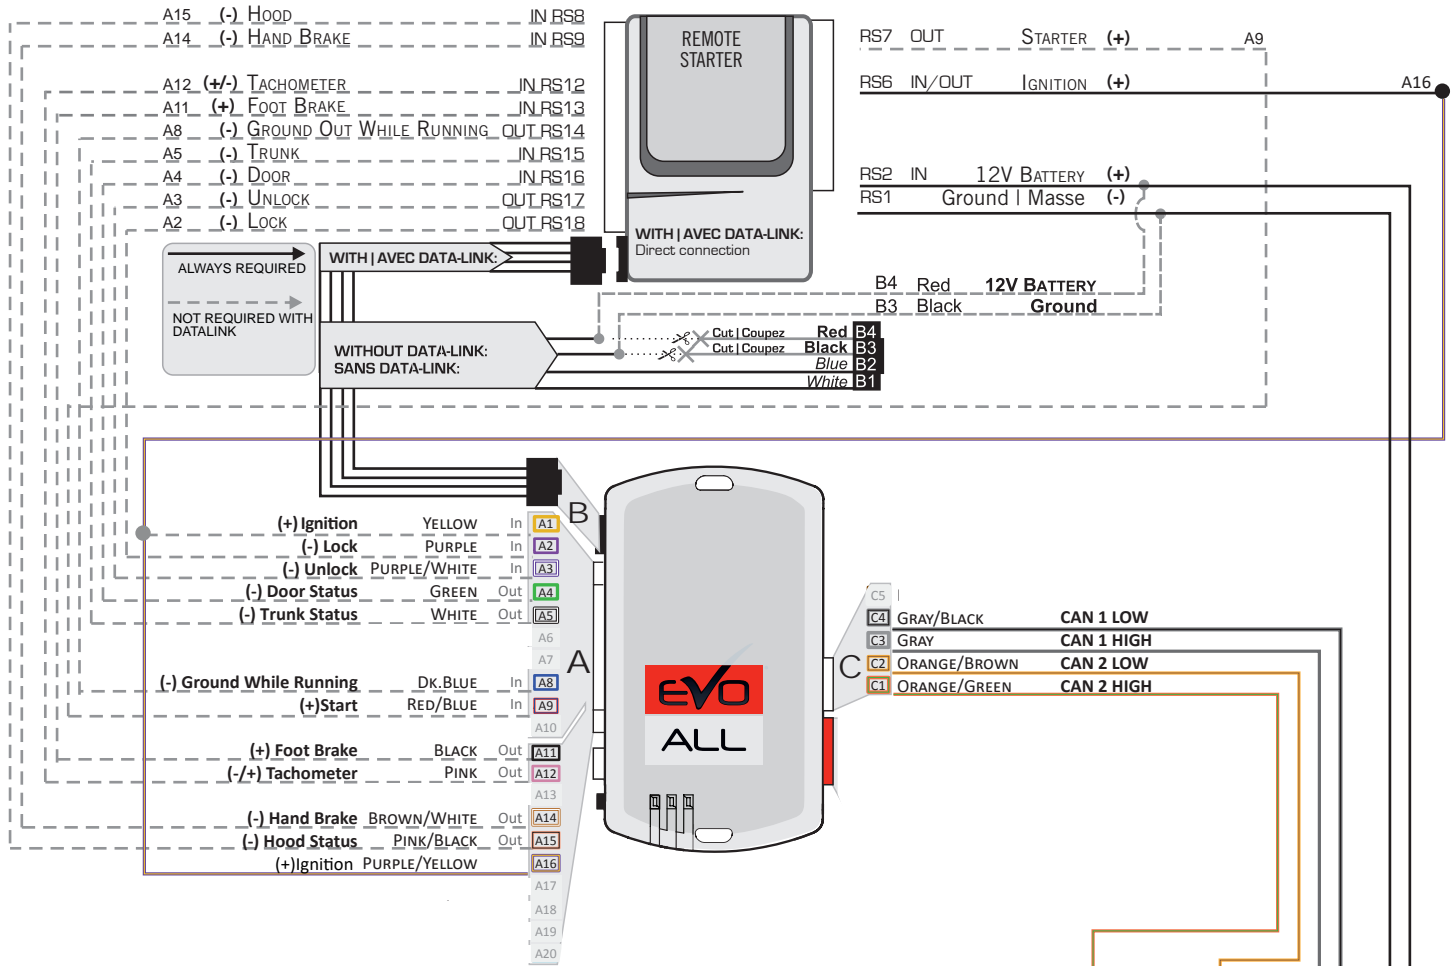 A15 (-) HOOD IN RS8
A14 (-) HAND BRAKE IN RS9
A12 (+/-) TACHOMETER IN RS12
A11 (+) FOOT BRAKE IN RS13
A8 (-) GROUND OUT WHILE RUNNING OUT RS14
A5 (-) TRUNK IN RS15
A4 (-) DOOR IN RS16
A3 (-) UNLOCK OUT RS17
A2 (-) LOCK OUT RS18
REMOTE
STARTER
WITH | AVEC DATA-LINK:
Direct connection
RS7 OUT STARTER (+) A9
RS6 IN/OUT IGNITION (+) A16
RS2 IN 12V BATTERY (+)
RS1 Ground | Masse (-)
ALWAYS REQUIRED
NOT REQUIRED WITH
DATALINK
WITH | AVEC DATA-LINK:
B4 Red 12V BATTERY
B3 Black Ground
WITHOUT DATA-LINK:
SANS DATA-LINK:
Cut | Coupez Red B4
Cut | Coupez Black B3
Blue B2
White B1
B
(+) Ignition YELLOW In A1
(-) Lock PURPLE In A2
(-) Unlock PURPLE/WHITE In A3
(-) Door Status GREEN Out A4
(-) Trunk Status WHITE Out A5
A6
A7
A
(-) Ground While Running DK.BLUE In A8
(+)Start RED/BLUE In A9
A10
(+) Foot Brake BLACK Out A11
(-/+) Tachometer PINK Out A12
A13
(-) Hand Brake BROWN/WHITE Out A14
(-) Hood Status PINK/BLACK Out A15
(+)Ignition PURPLE/YELLOW A16
A17
A18
A19
A20
EVO
ALL
C
C5
C4 GRAY/BLACK CAN 1 LOW
C3 GRAY CAN 1 HIGH
C2 ORANGE/BROWN CAN 2 LOW
C1 ORANGE/GREEN CAN 2 HIGH